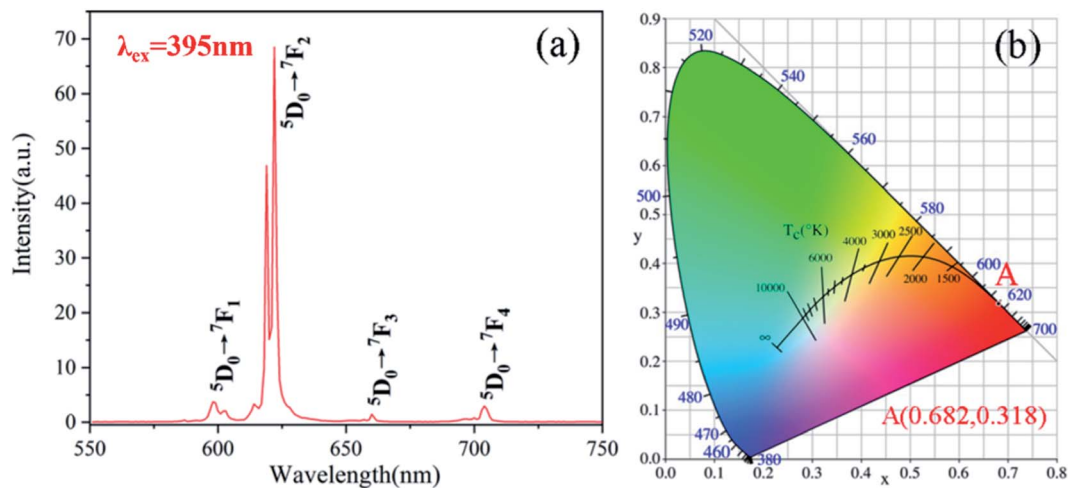 λex=395nm
(a)
⁵D₀→⁷F₂
⁵D₀→⁷F₁
⁵D₀→⁷F₃
⁵D₀→⁷F₄
Intensity(a.u.)
70
60
50
40
30
20
10
0
550 600 650 700 750
Wavelength(nm)
(b)
0.9
0.8
0.7
0.6
0.5
y
0.4
0.3
0.2
0.1
0.0
0.0 0.1 0.2 0.3 0.4 0.5 0.6 0.7 0.8
x
520
540
560
580
600
620
700
500
490
480
470
460
380
Tc(°K)
∞
10000
6000
4000
3000
2500
2000
1500
A
A(0.682,0.318)